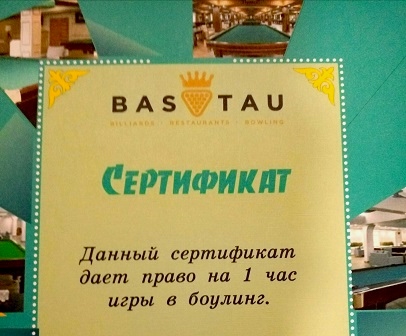 BAS TAU
BILLIARDS RESTAURANTS BOWLING
СЕРТИФИКАТ
Данный сертификат
дает право на 1 час
игры в боулинг.